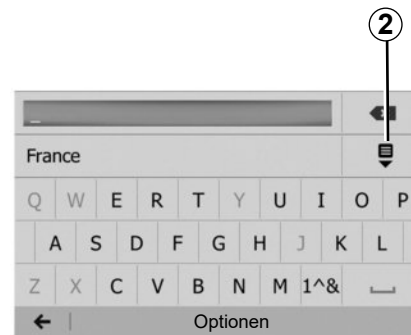 2
_
France
Q W E R T Y U I O P
A S D F G H J K L
Z X C V B N M 1^&
Optionen